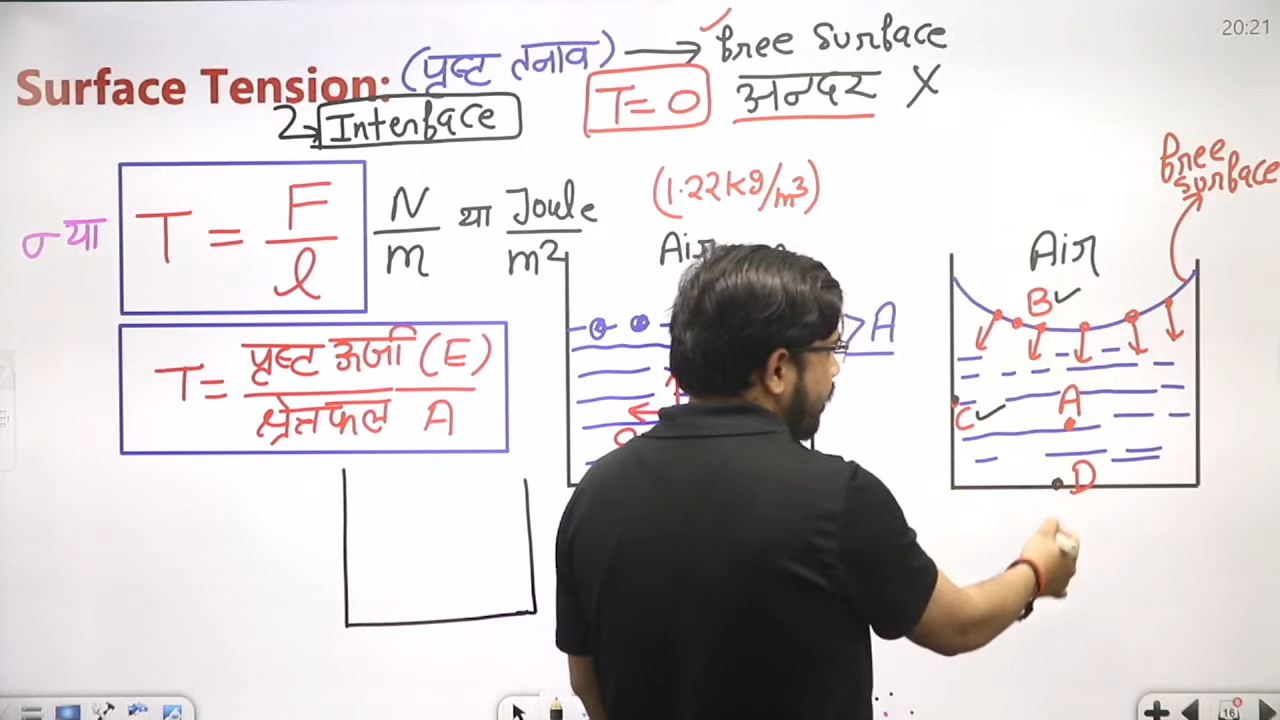 20:21
Surface Tension: (पृष्ठ तनाव) → free surface
T=0 अन्दर X
2→ Interface
σ या T = F/l N/m या Joule/m2
(1.22 kg/m3)
Air
A
T= पृष्ठ ऊर्जा (E)/क्षेत्रफल A
free surface
Air
B ✓
C ✓
A
D
16